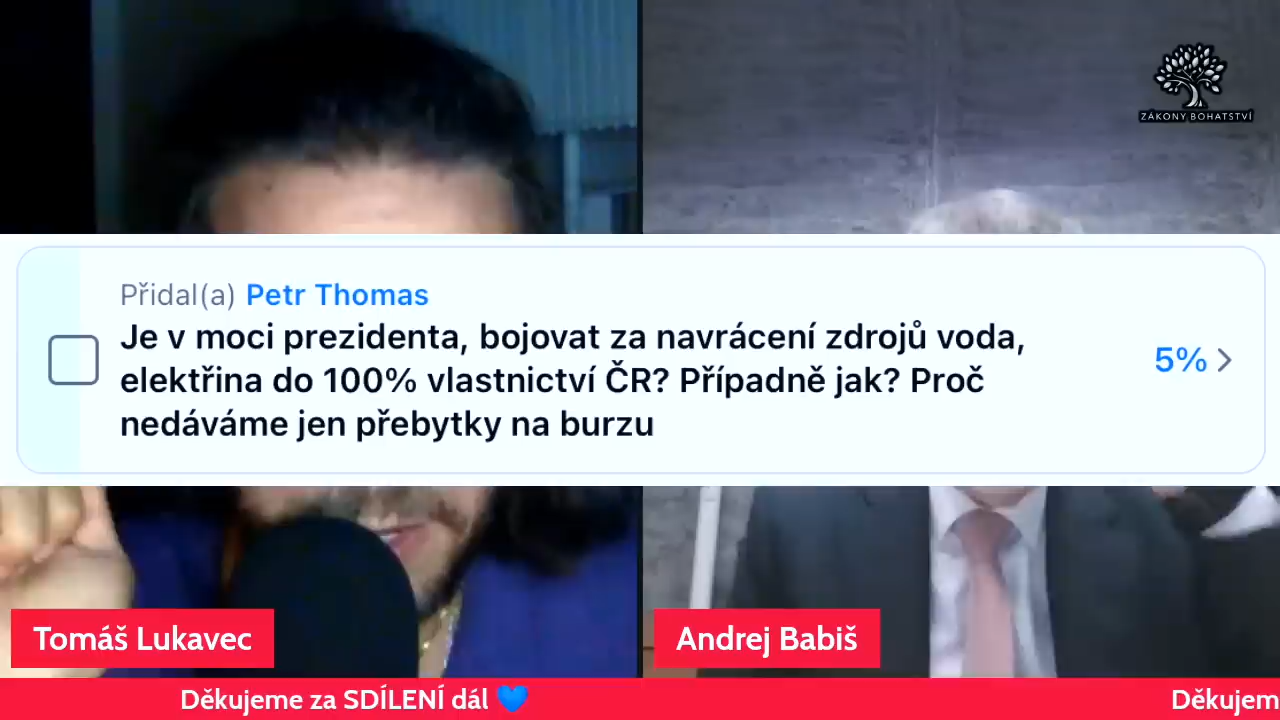 ZÁKONY BOHATSTVÍ
Přidal(a) Petr Thomas
Je v moci prezidenta, bojovat za navrácení zdrojů voda,
elektřina do 100% vlastnictví ČR? Případně jak? Proč
nedáváme jen přebytky na burzu
5%
Tomáš Lukavec
Andrej Babiš
Děkujeme za SDÍLENÍ dál 💙
Děkujem